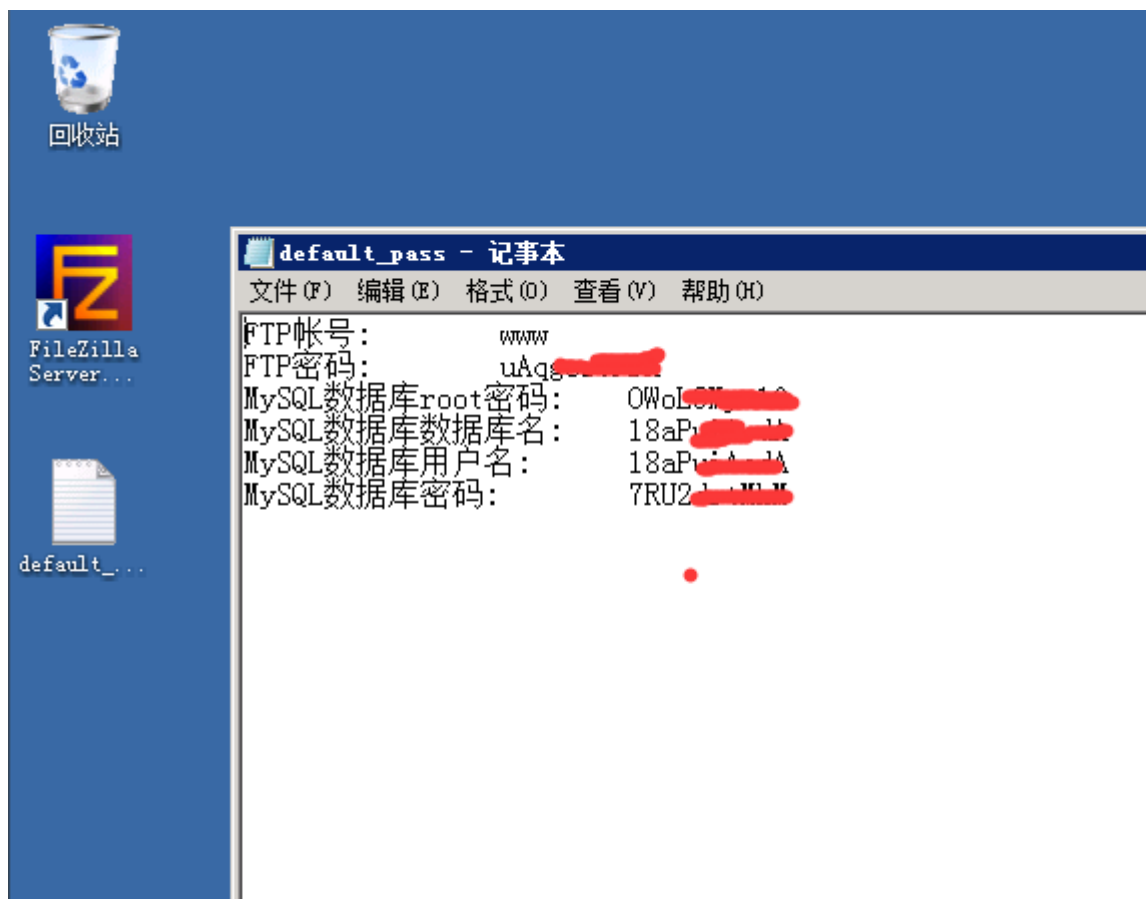 回收站
FileZilla
Server...
default_...
default_pass - 记事本
文件(F) 编辑(E) 格式(O) 查看(V) 帮助(H)
FTP帐号: www
FTP密码:
MySQL数据库root密码:
MySQL数据库数据库名:
MySQL数据库用户名:
MySQL数据库密码: